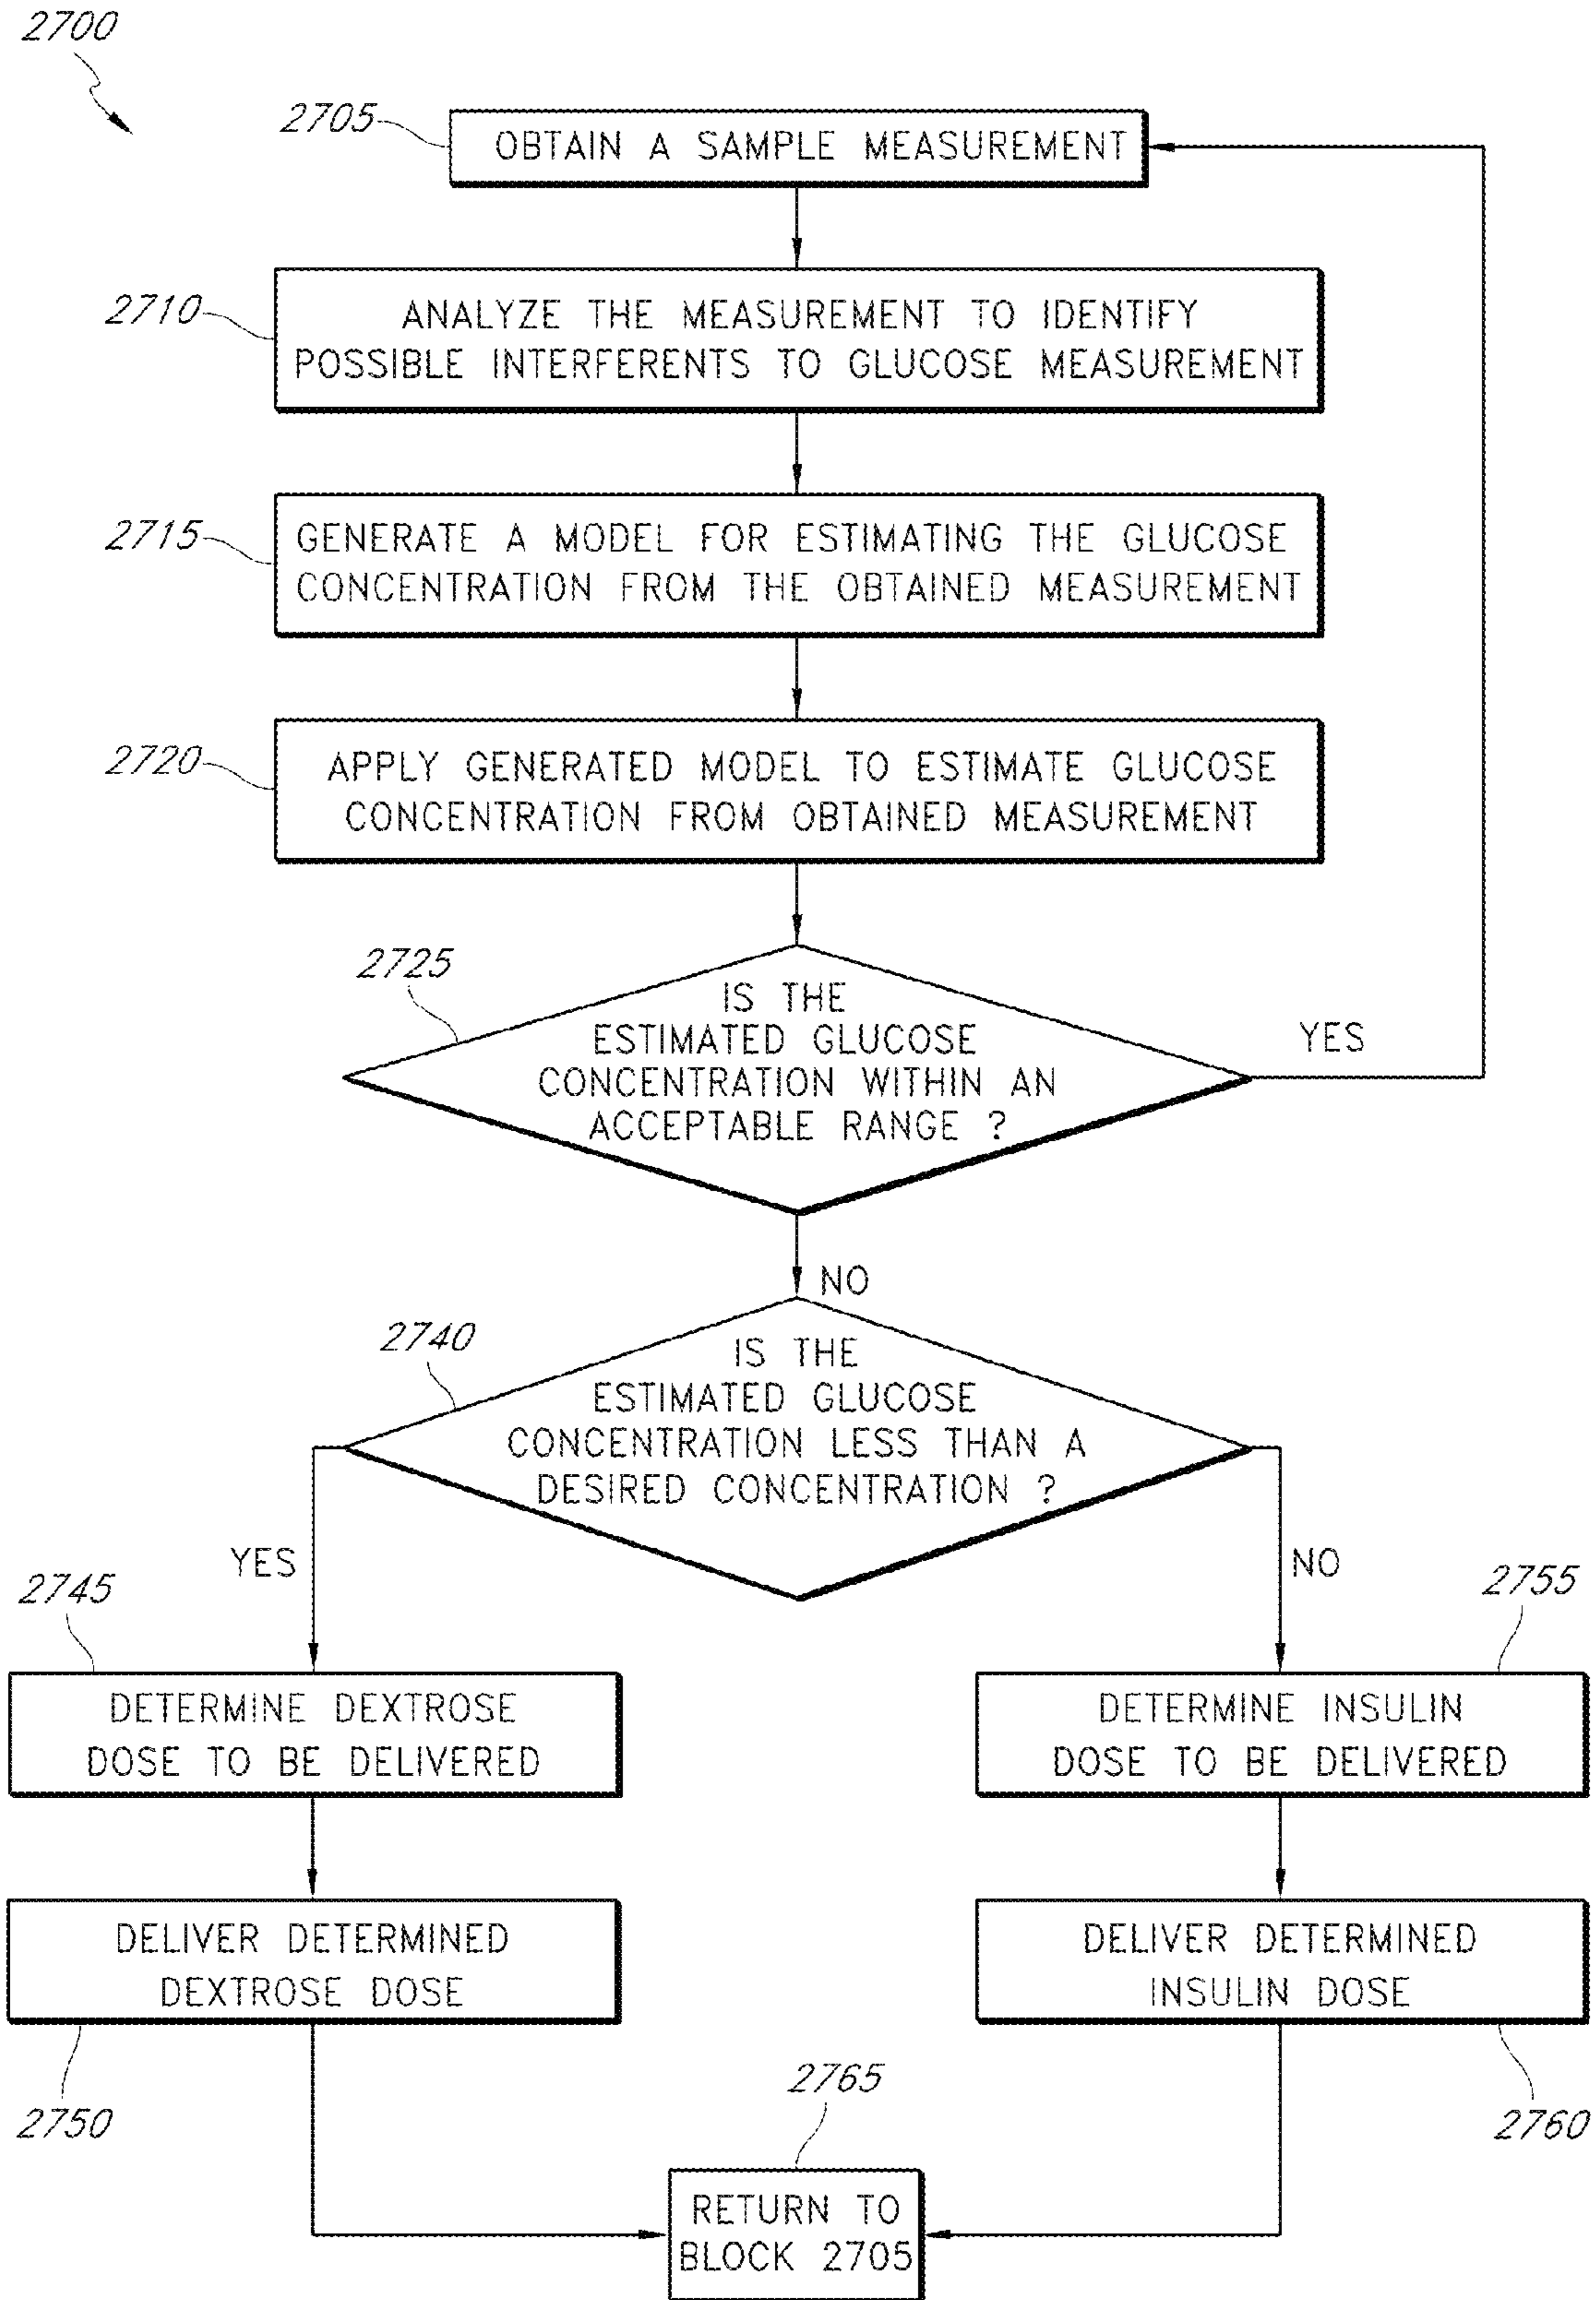 2700
2705
OBTAIN A SAMPLE MEASUREMENT
2710
ANALYZE THE MEASUREMENT TO IDENTIFY
POSSIBLE INTERFERENTS TO GLUCOSE MEASUREMENT
2715
GENERATE A MODEL FOR ESTIMATING THE GLUCOSE
CONCENTRATION FROM THE OBTAINED MEASUREMENT
2720
APPLY GENERATED MODEL TO ESTIMATE GLUCOSE
CONCENTRATION FROM OBTAINED MEASUREMENT
2725
IS THE
ESTIMATED GLUCOSE
CONCENTRATION WITHIN AN
ACCEPTABLE RANGE ?
YES
NO
2740
IS THE
ESTIMATED GLUCOSE
CONCENTRATION LESS THAN A
DESIRED CONCENTRATION ?
YES
NO
2745
DETERMINE DEXTROSE
DOSE TO BE DELIVERED
2755
DETERMINE INSULIN
DOSE TO BE DELIVERED
DELIVER DETERMINED
DEXTROSE DOSE
2750
DELIVER DETERMINED
INSULIN DOSE
2760
2765
RETURN TO
BLOCK 2705